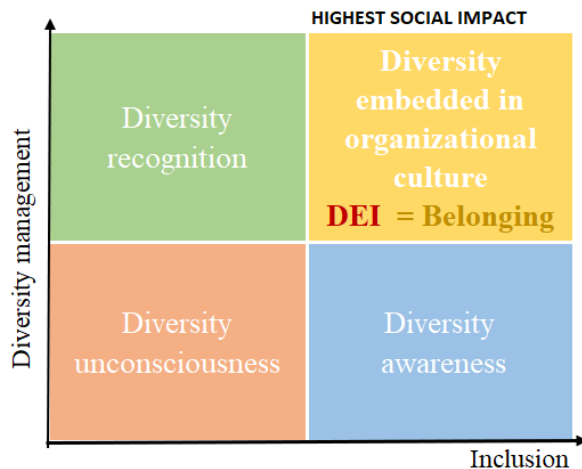 HIGHEST SOCIAL IMPACT
Diversity management
Diversity
recognition
Diversity
embedded in
organizational
culture
DEI = Belonging
Diversity
unconsciousness
Diversity
awareness
Inclusion